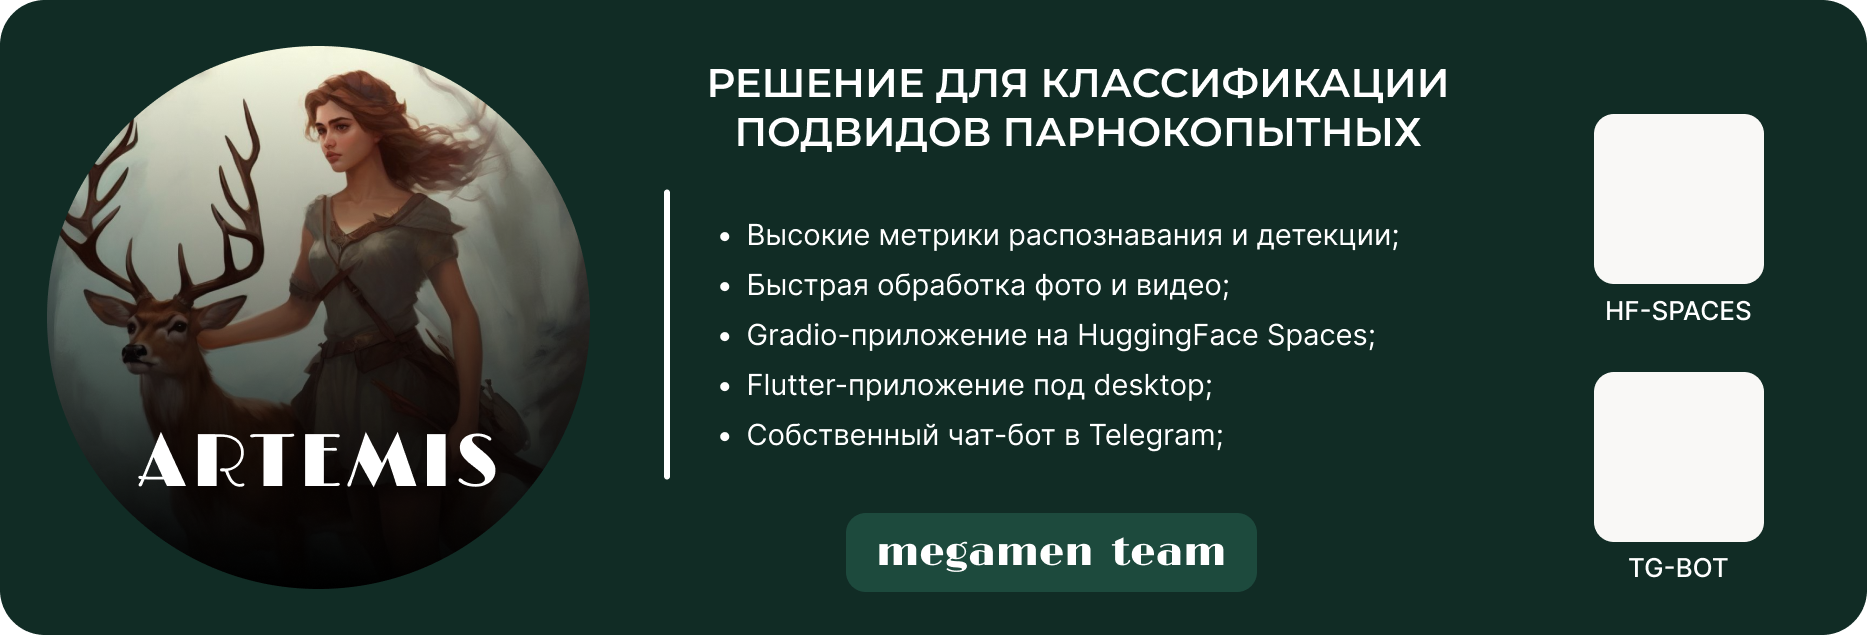 ARTEMIS
РЕШЕНИЕ ДЛЯ КЛАССИФИКАЦИИ
ПОДВИДОВ ПАРНОКОПЫТНЫХ
• Высокие метрики распознавания и детекции;
• Быстрая обработка фото и видео;
• Gradio-приложение на HuggingFace Spaces;
• Flutter-приложение под desktop;
• Собственный чат-бот в Telegram;
megamen team
HF-SPACES
TG-BOT